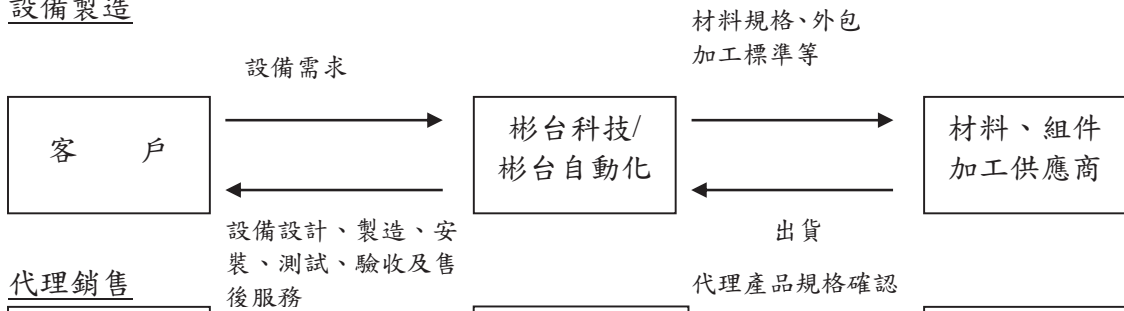 設備製造
材料規格、外包
加工標準等
設備需求
客 戶
彬台科技/
彬台自動化
材料、組件
加工供應商
設備設計、製造、安
裝、測試、驗收及售
後服務
出貨
代理銷售
代理產品規格確認